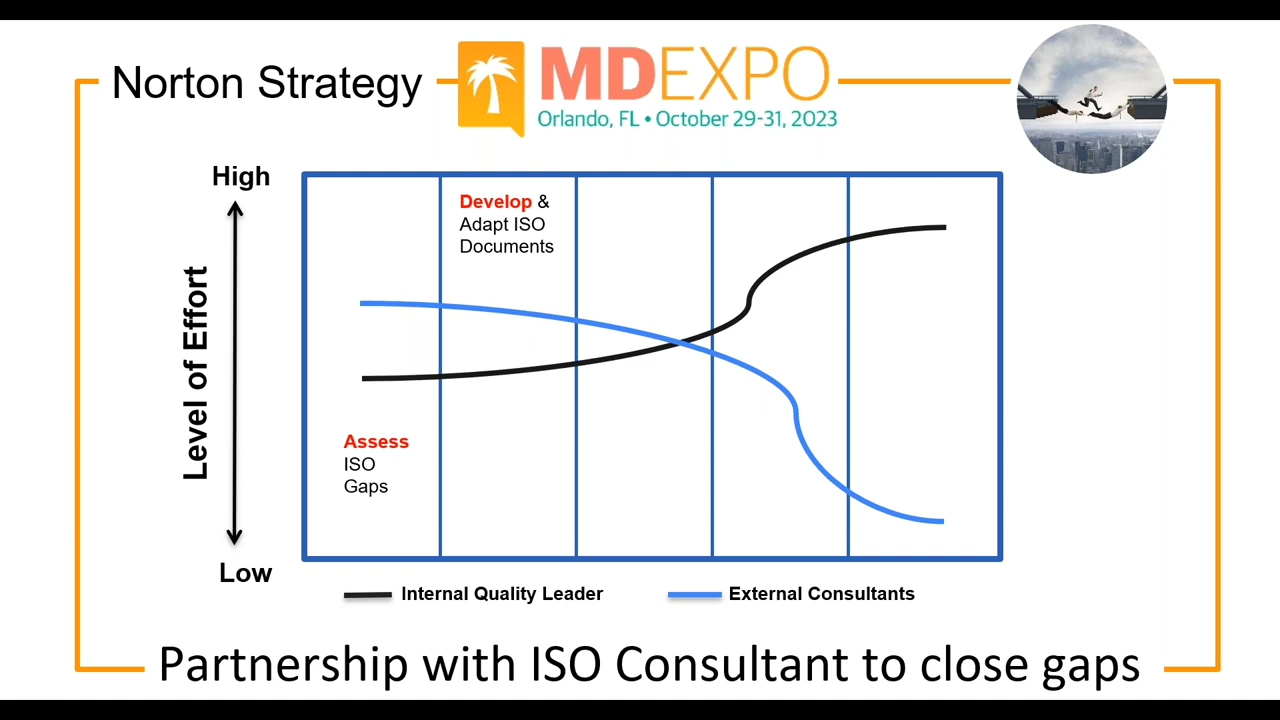 Norton Strategy
MDEXPO
Orlando, FL • October 29-31, 2023
High
Level of Effort
Low
Develop &
Adapt ISO
Documents
Assess
ISO
Gaps
Internal Quality Leader
External Consultants
Partnership with ISO Consultant to close gaps